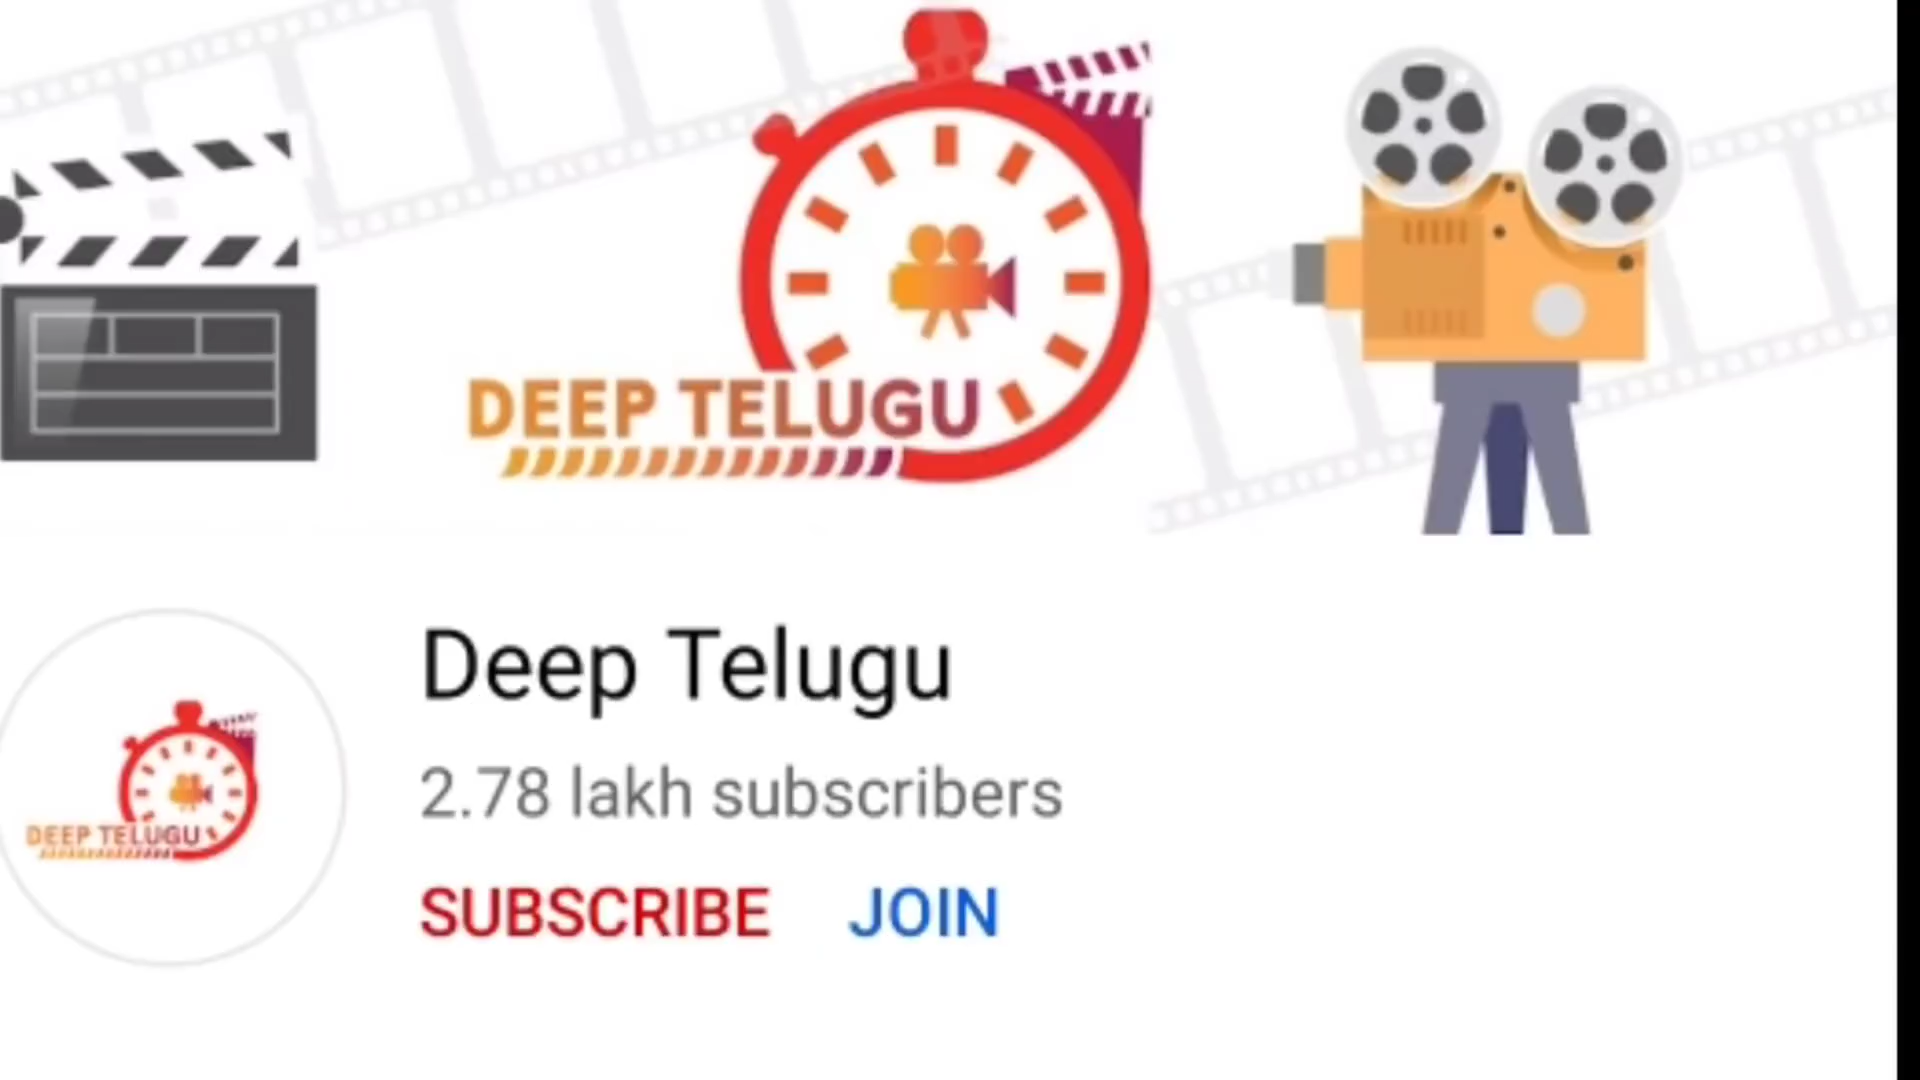 DEEP TELUGU
Deep Telugu
2.78 lakh subscribers
DEEP TELUGU
SUBSCRIBE JOIN